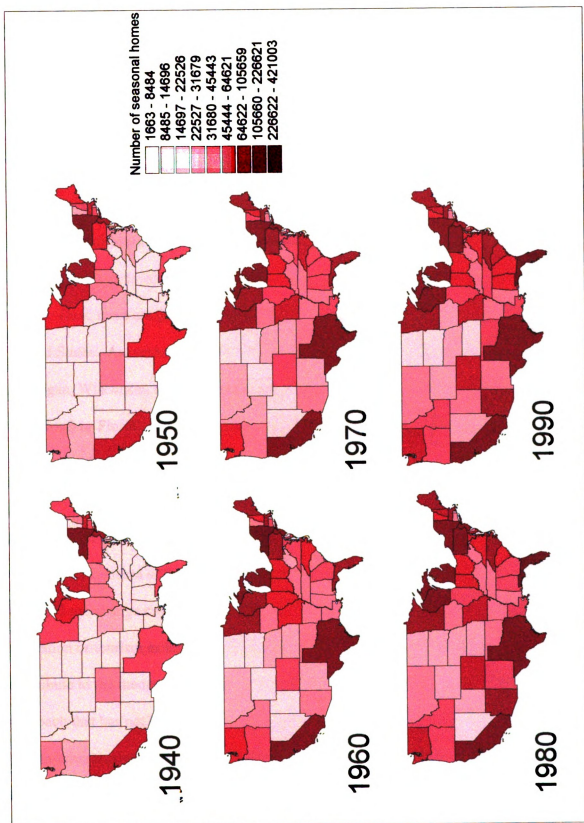 Number of seasonal homes
1663 - 8484
8485 - 14696
14697 - 22526
22527 - 31679
31680 - 45443
45444 - 64621
64622 - 105659
105660 - 226621
226622 - 421003
1940
1950
1960
1970
1980
1990